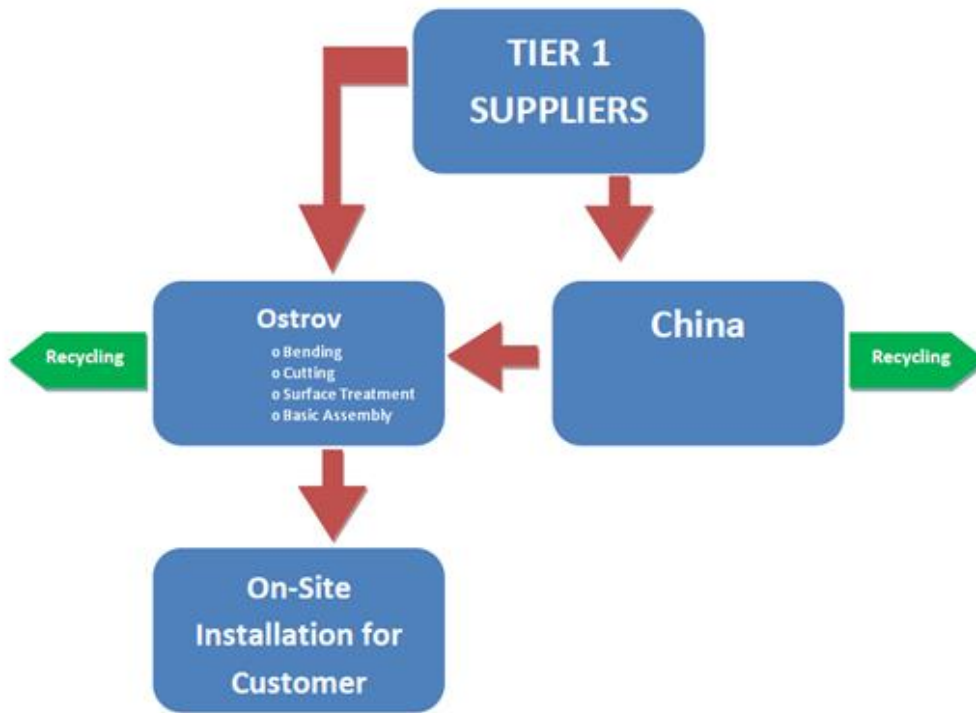 TIER 1
SUPPLIERS
Ostrov
o Bending
o Cutting
o Surface Treatment
o Basic Assembly
China
Recycling
Recycling
On-Site
Installation for
Customer